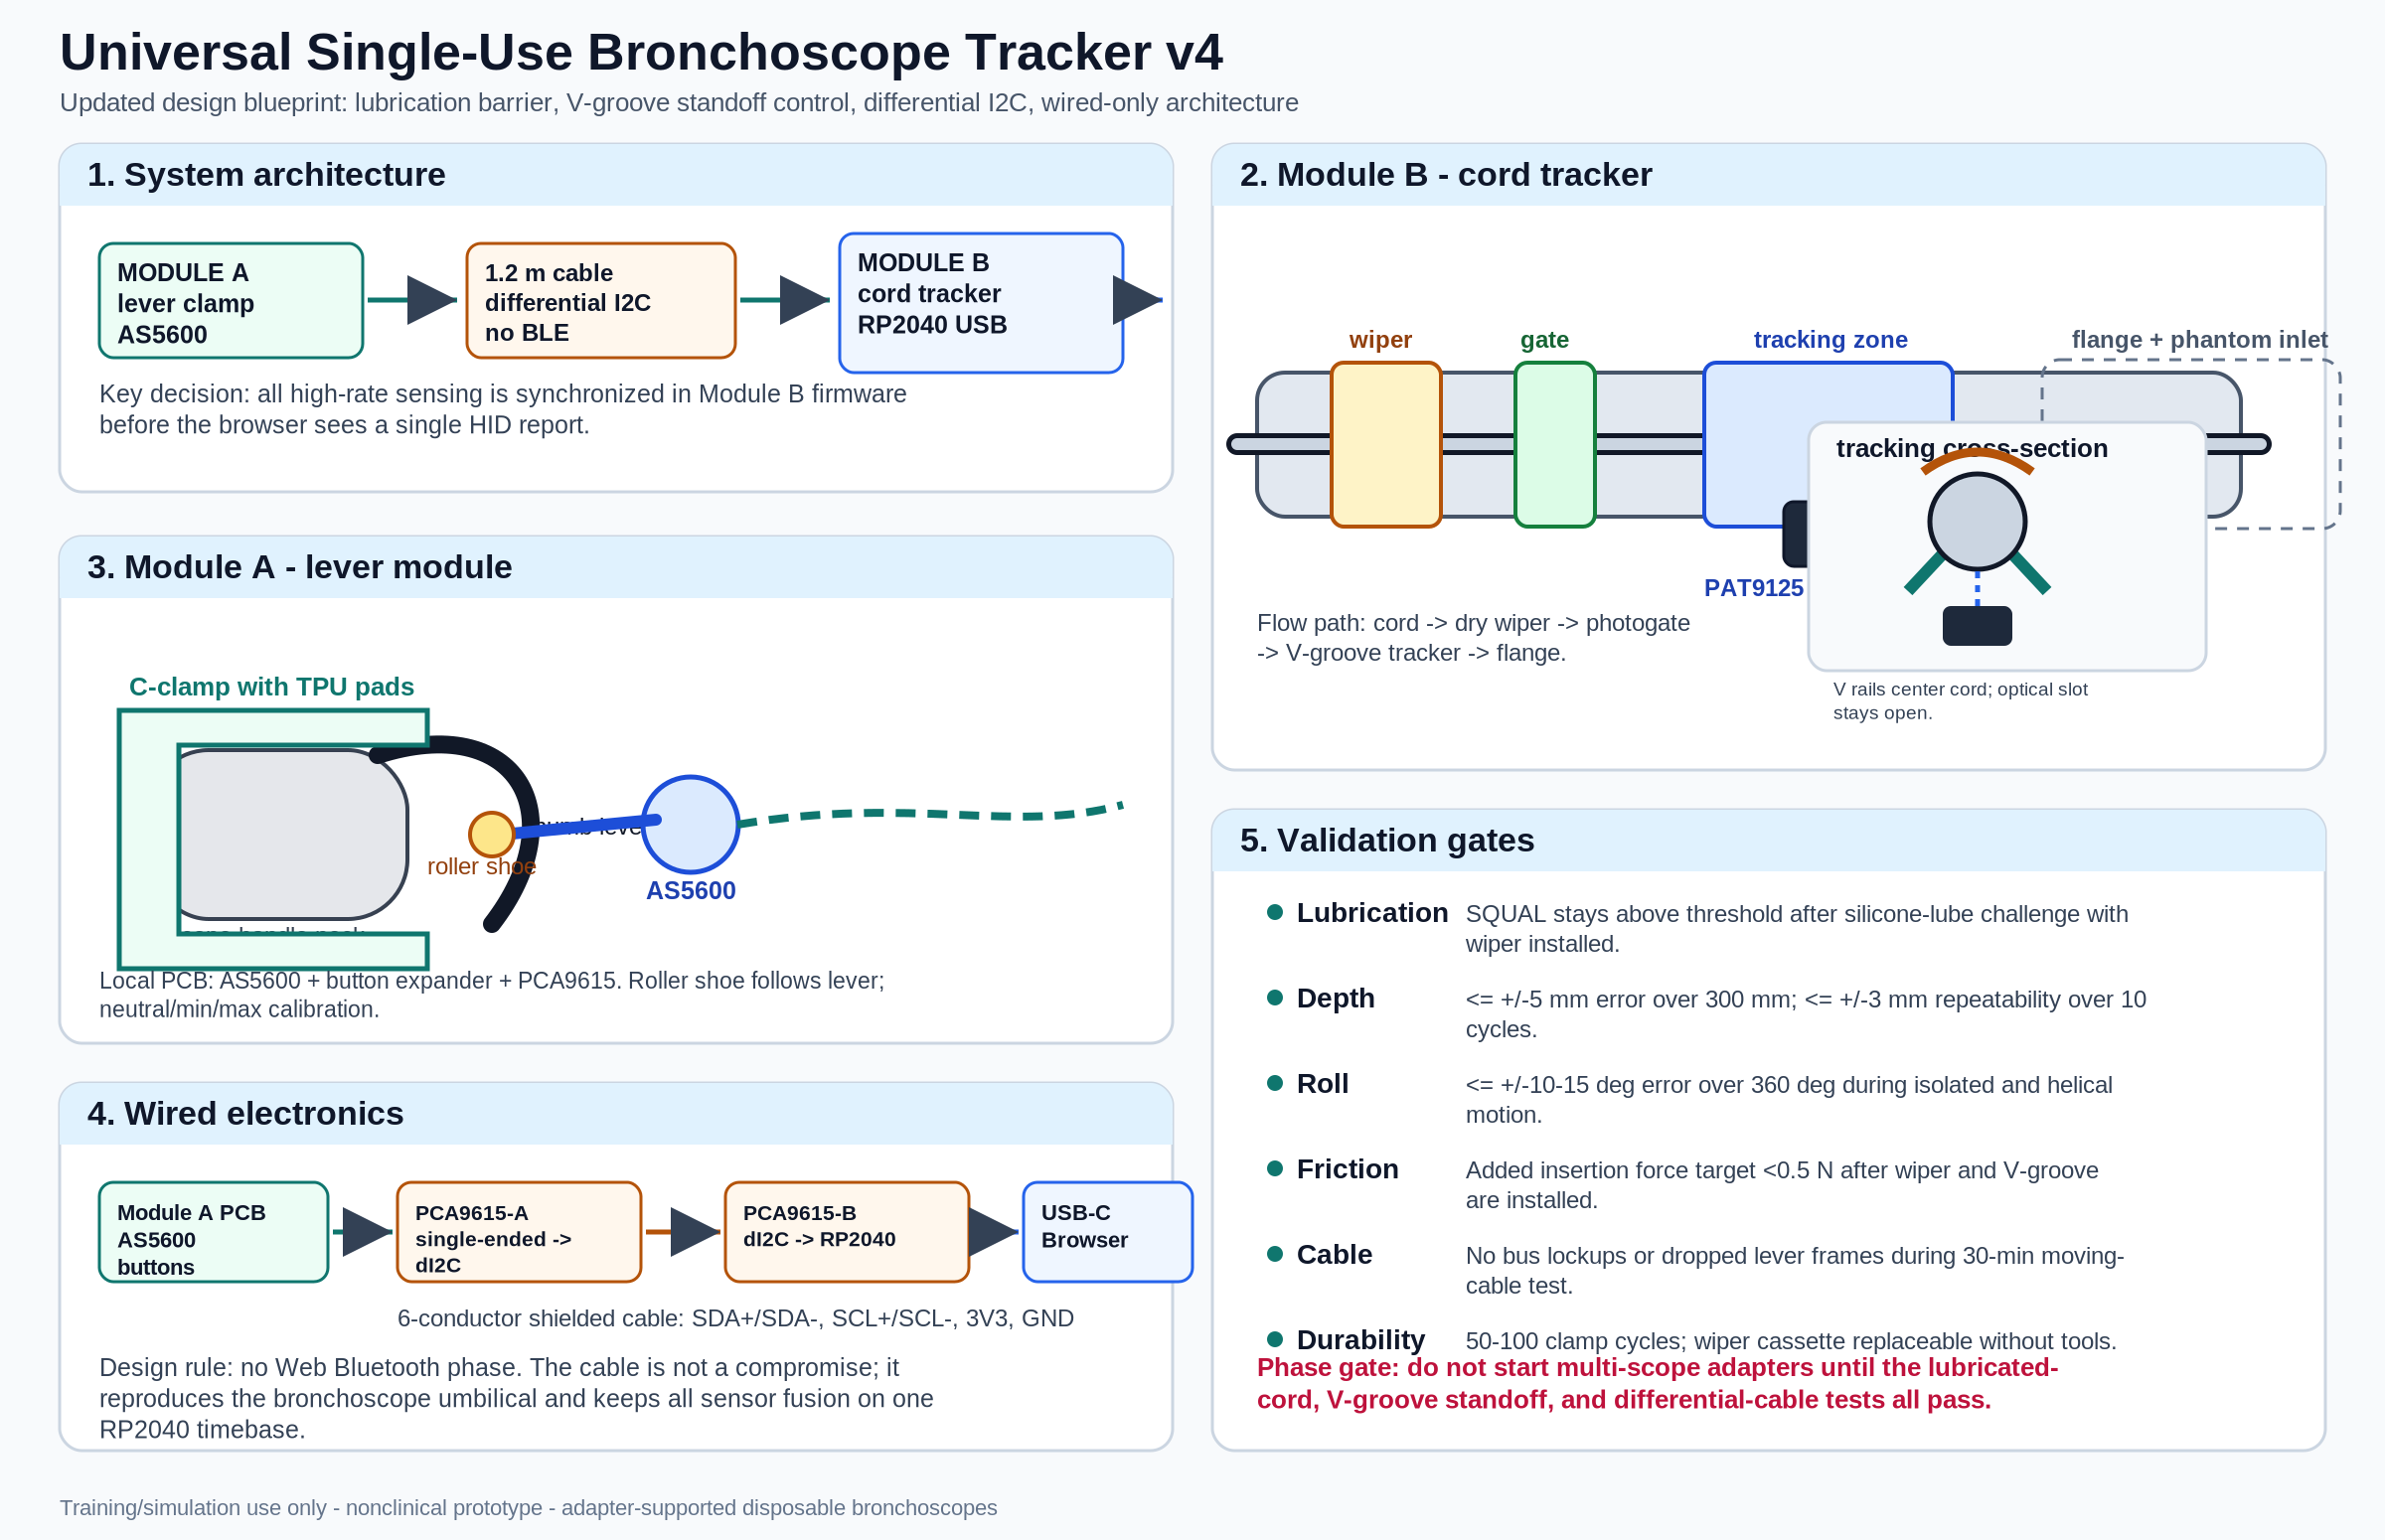 Universal Single-Use Bronchoscope Tracker v4
Updated design blueprint: lubrication barrier, V-groove standoff control, differential I2C, wired-only architecture
1. System architecture
MODULE A
lever clamp
AS5600
1.2 m cable
differential I2C
no BLE
MODULE B
cord tracker
RP2040 USB
Key decision: all high-rate sensing is synchronized in Module B firmware
before the browser sees a single HID report.
2. Module B - cord tracker
wiper
gate
tracking zone
flange + phantom inlet
tracking cross-section
PAT9125
Flow path: cord -> dry wiper -> photogate
-> V-groove tracker -> flange.
V rails center cord; optical slot
stays open.
3. Module A - lever module
C-clamp with TPU pads
roller shoe
AS5600
Local PCB: AS5600 + button expander + PCA9615. Roller shoe follows lever;
neutral/min/max calibration.
4. Wired electronics
Module A PCB
AS5600
buttons
PCA9615-A
single-ended ->
dI2C
PCA9615-B
dI2C -> RP2040
USB-C
Browser
6-conductor shielded cable: SDA+/SDA-, SCL+/SCL-, 3V3, GND
Design rule: no Web Bluetooth phase. The cable is not a compromise; it
reproduces the bronchoscope umbilical and keeps all sensor fusion on one
RP2040 timebase.
5. Validation gates
Lubrication SQUAL stays above threshold after silicone-lube challenge with
wiper installed.
Depth <= +/-5 mm error over 300 mm; <= +/-3 mm repeatability over 10
cycles.
Roll <= +/-10-15 deg error over 360 deg during isolated and helical
motion.
Friction Added insertion force target <0.5 N after wiper and V-groove
are installed.
Cable No bus lockups or dropped lever frames during 30-min moving-
cable test.
Durability 50-100 clamp cycles; wiper cassette replaceable without tools.
Phase gate: do not start multi-scope adapters until the lubricated-
cord, V-groove standoff, and differential-cable tests all pass.
Training/simulation use only - nonclinical prototype - adapter-supported disposable bronchoscopes